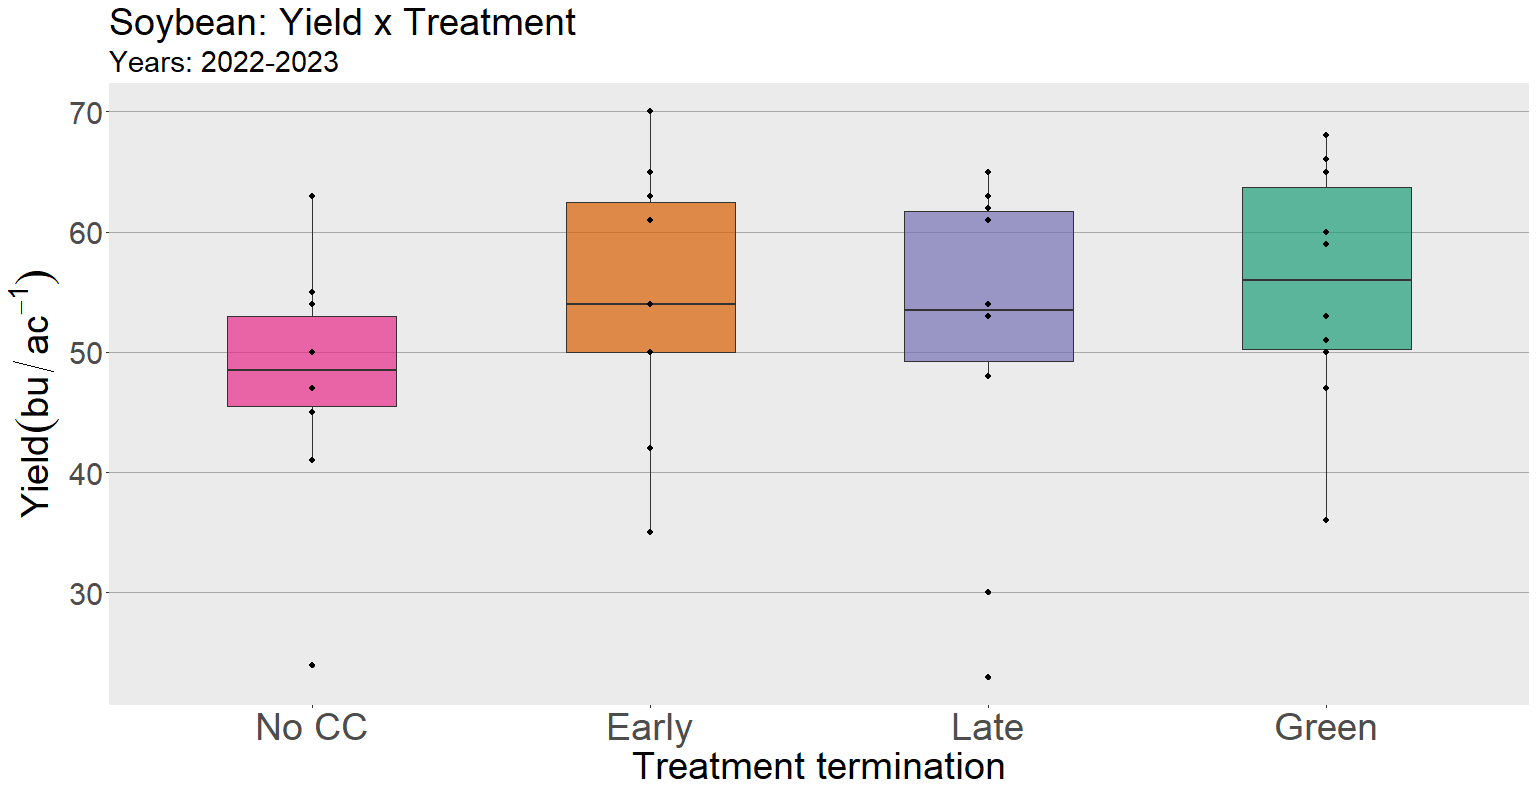 Soybean: Yield x Treatment
Years: 2022-2023
Yield(bu/ac⁻¹)
70
60
50
40
30
No CC Early Late Green
Treatment termination